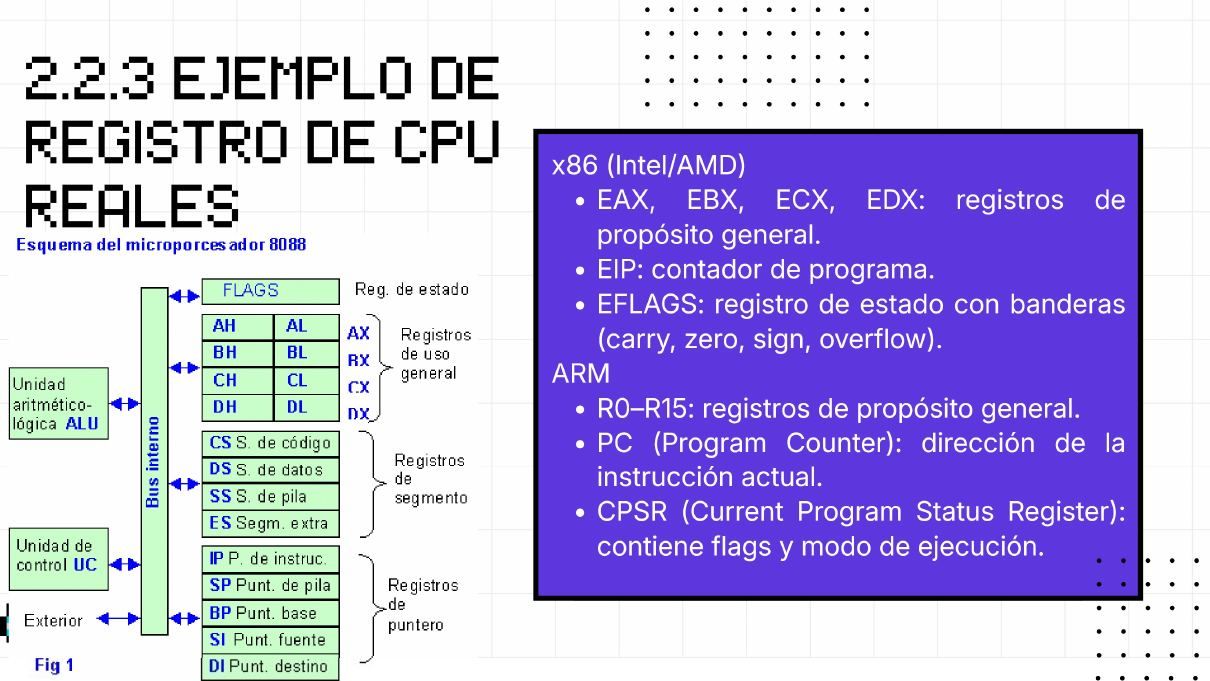 2.2.3 EJEMPLO DE
REGISTRO DE CPU
REALES
Esquema del microporcesador 8088
FLAGS
Reg. de estado
AH AL
AX
BH BL
BX
CH CL
CX
DH DL
DX
Registros
de uso
general
Unidad
aritmético-
lógica ALU
Bus interno
CS S. de código
DS S. de datos
SS S. de pila
ES Segm. extra
Registros
de
segmento
Unidad de
control UC
Exterior
IP P. de instruc.
SP Punt. de pila
BP Punt. base
SI Punt. fuente
DI Punt. destino
Registros
de
puntero
Fig 1
x86 (Intel/AMD)
• EAX, EBX, ECX, EDX: registros de
propósito general.
• EIP: contador de programa.
• EFLAGS: registro de estado con banderas
(carry, zero, sign, overflow).
ARM
• R0–R15: registros de propósito general.
• PC (Program Counter): dirección de la
instrucción actual.
• CPSR (Current Program Status Register):
contiene flags y modo de ejecución.